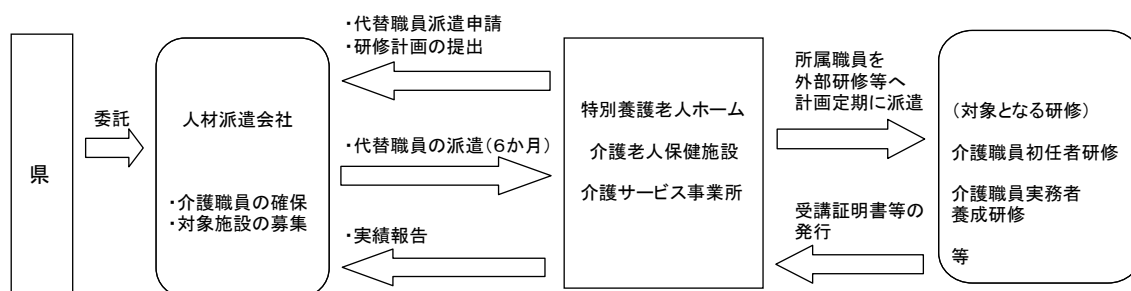 県
委託
人材派遣会社
・介護職員の確保
・対象施設の募集
・代替職員派遣申請
・研修計画の提出
・代替職員の派遣(6か月)
・実績報告
特別養護老人ホーム
介護老人保健施設
介護サービス事業所
所属職員を
外部研修等へ
計画定期に派遣
受講証明書等の
発行
(対象となる研修)
介護職員初任者研修
介護職員実務者
養成研修
等